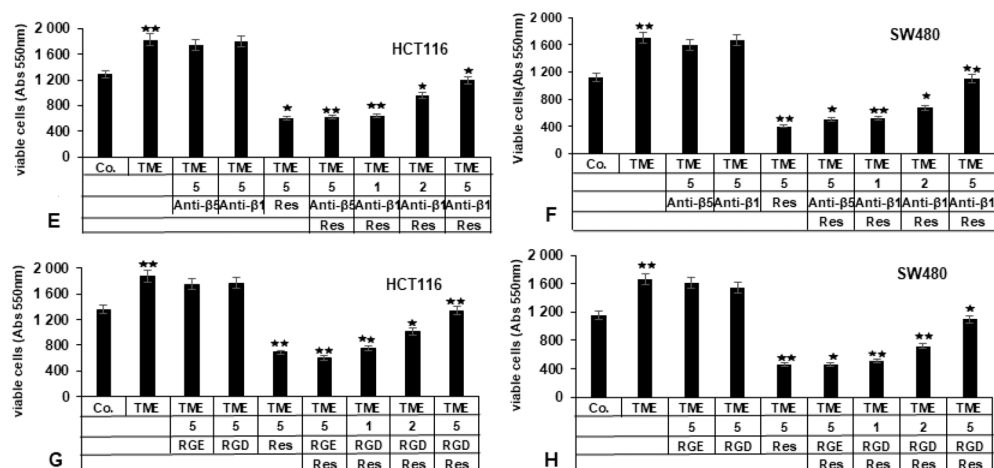 2 000
1 600
1 200
800
400
0
viable cells (Abs 550nm)
HCT116
★★
★
★★
★★
★
★
Co. TME TME TME TME TME TME TME TME
5 5 5 5 1 2 5
Anti-β5 Anti-β1 Res Anti-β5 Anti-β1 Anti-β1 Anti-β1
Res Res Res Res
E
2 000
1 600
1 200
800
400
0
Viable cells(Abs 550nm)
SW480
★★
★★
★
★★
★
★★
Co. TME TME TME TME TME TME TME TME
5 5 5 5 1 2 5
Anti-β5 Anti-β1 Res Anti-β5 Anti-β1 Anti-β1 Anti-β1
Res Res Res Res
F
2 000
1 600
1 200
800
400
0
viable cells (Abs 550nm)
HCT116
★★
★★
★★
★★
★
★★
Co. TME TME TME TME TME TME TME TME
5 5 5 5 1 2 5
RGE RGD Res RGE RGD RGD RGD
Res Res Res Res
G
2 000
1 600
1 200
800
400
0
viable cells (Abs 550nm)
SW480
★★
★★
★
★★
★★
★
Co. TME TME TME TME TME TME TME TME
5 5 5 5 1 2 5
RGE RGD Res RGE RGD RGD RGD
Res Res Res Res
H